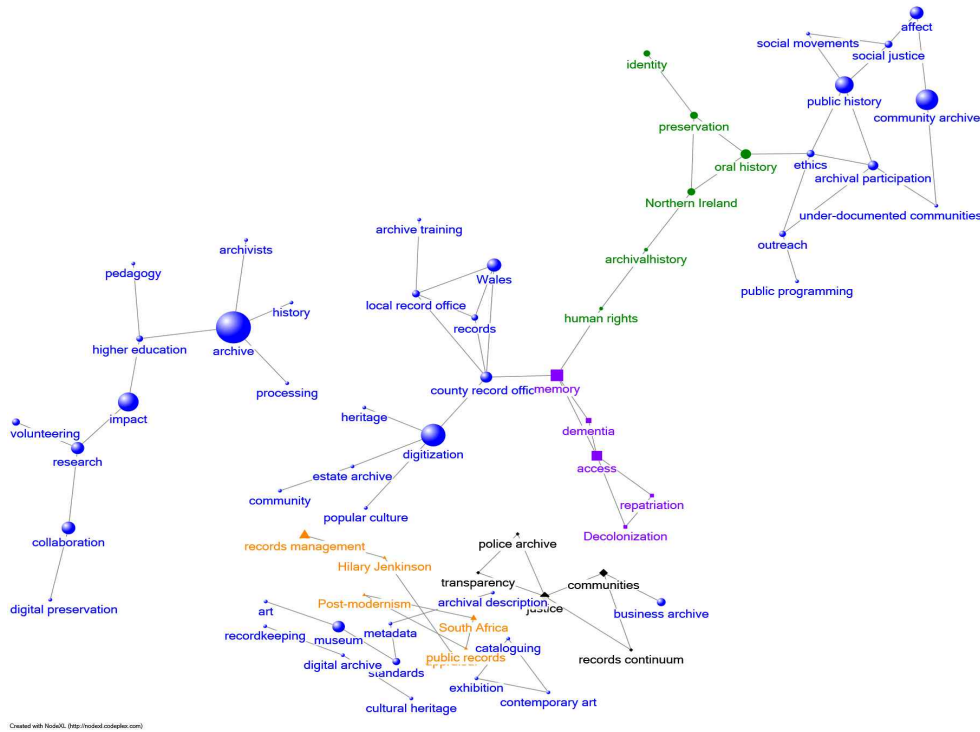 affect
social movements
social justice
identity
public history
community archive
preservation
oral history
ethics
archival participation
Northern Ireland
under-documented communities
archive training
outreach
archivists
archivalhistory
pedagogy
Wales
public programming
local record office
history
human rights
records
higher education
archive
county record offic
memory
processing
heritage
impact
dementia
volunteering
digitization
research
access
estate archive
community
repatriation
popular culture
Decolonization
collaboration
records management
police archive
Hilary Jenkinson
transparency
communities
Post-modernism
archival description
justice
digital preservation
art
business archive
South Africa
recordkeeping
museum
metadata
cataloguing
public records
records continuum
digital archive
standards
exhibition
contemporary art
cultural heritage
Created with NodeXL (http://nodexl.codeplex.com)